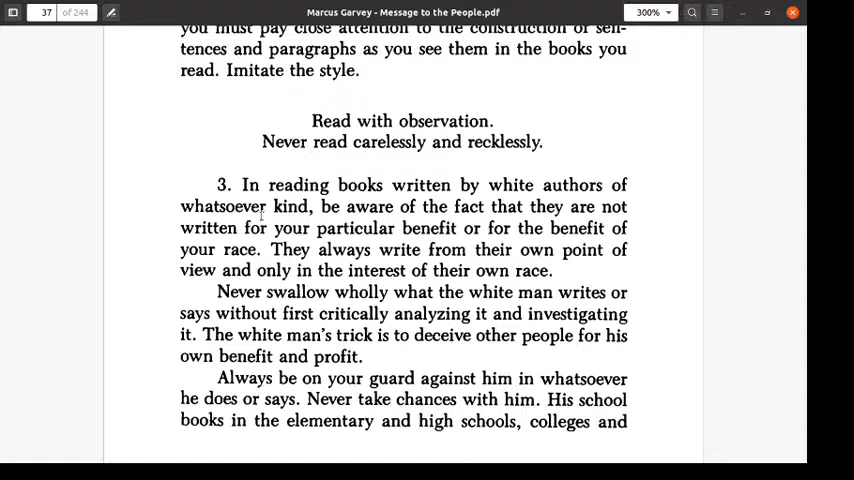 37 of 244
Marcus Garvey - Message to the People.pdf
300%
you must pay close attention to the construction of sen-
tences and paragraphs as you see them in the books you
read. Imitate the style.
Read with observation.
Never read carelessly and recklessly.
3. In reading books written by white authors of
whatsoever kind, be aware of the fact that they are not
written for your particular benefit or for the benefit of
your race. They always write from their own point of
view and only in the interest of their own race.
Never swallow wholly what the white man writes or
says without first critically analyzing it and investigating
it. The white man's trick is to deceive other people for his
own benefit and profit.
Always be on your guard against him in whatsoever
he does or says. Never take chances with him. His school
books in the elementary and high schools, colleges and